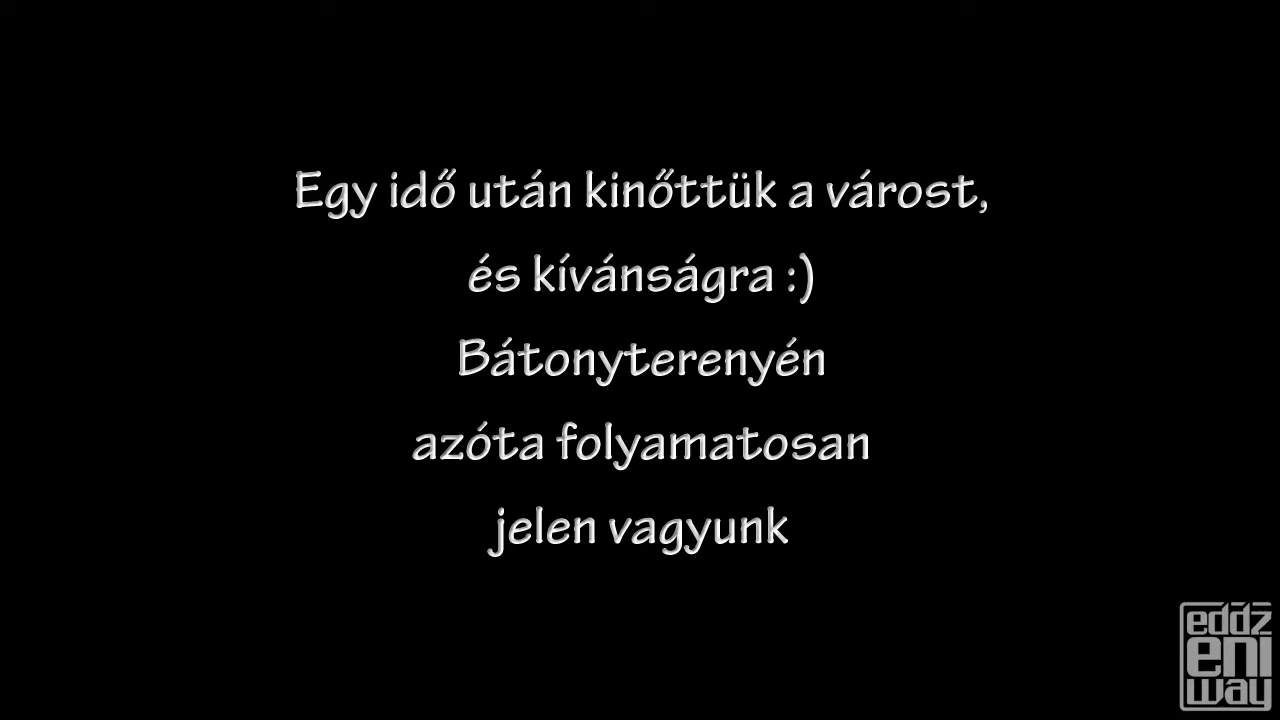 Egy idő után kinőttük a várost,
és kívánságra :)
Bátonyterenyén
azóta folyamatosan
jelen vagyunk
eddz
eni
way